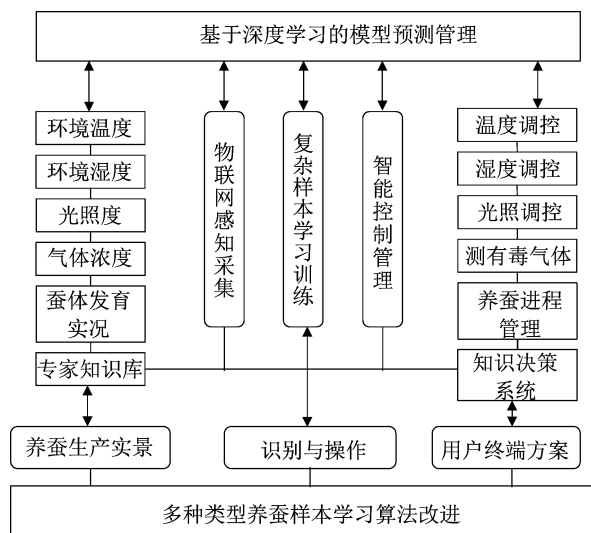 基于深度学习的模型预测管理
环境温度
环境湿度
光照度
气体浓度
蚕体发育
实况
专家知识库
物联网感知采集
复杂样本学习训练
智能控制管理
温度调控
湿度调控
光照调控
测有毒气体
养蚕进程
管理
知识决策
系统
养蚕生产实景
识别与操作
用户终端方案
多种类型养蚕样本学习算法改进